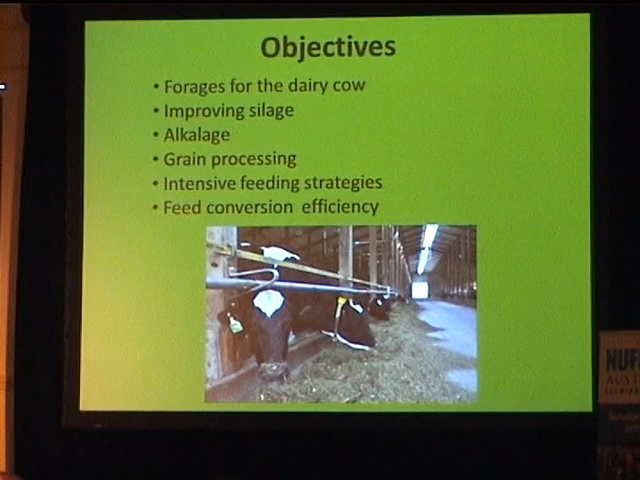 Objectives
• Forages for the dairy cow
• Improving silage
• Alkalage
• Grain processing
• Intensive feeding strategies
• Feed conversion efficiency